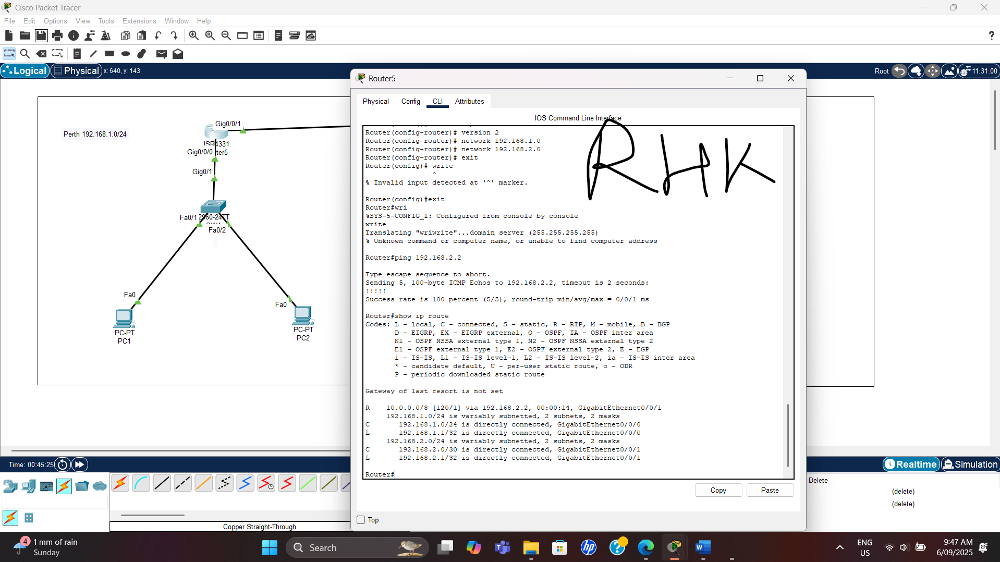 Cisco Packet Tracer
File Edit Options View Tools Extensions Window Help
?
Logical Physical x: 640, y: 143
Root 11:31:00
Perth 192.168.1.0/24
Gig0/0/1
ISR4331
Gig0/0/0 ter5
Gig0/1
Fa0/1 2960-24TT
Fa0/2
Fa0
Fa0
PC-PT
PC1
PC-PT
PC2
Router5
Physical Config CLI Attributes
IOS Command Line Interface
RHK
Router(config-router)# version 2
Router(config-router)# network 192.168.1.0
Router(config-router)# network 192.168.2.0
Router(config-router)# exit
Router(config)# write
^
% Invalid input detected at '^' marker.
Router(config)#exit
Router#wri
%SYS-5-CONFIG_I: Configured from console by console
write
Translating "wriwrite"...domain server (255.255.255.255)
% Unknown command or computer name, or unable to find computer address
Router#ping 192.168.2.2
Type escape sequence to abort.
Sending 5, 100-byte ICMP Echos to 192.168.2.2, timeout is 2 seconds:
!!!!!
Success rate is 100 percent (5/5), round-trip min/avg/max = 0/0/1 ms
Router#show ip route
Codes: L - local, C - connected, S - static, R - RIP, M - mobile, B - BGP
D - EIGRP, EX - EIGRP external, O - OSPF, IA - OSPF inter area
N1 - OSPF NSSA external type 1, N2 - OSPF NSSA external type 2
E1 - OSPF external type 1, E2 - OSPF external type 2, E - EGP
i - IS-IS, L1 - IS-IS level-1, L2 - IS-IS level-2, ia - IS-IS inter area
* - candidate default, U - per-user static route, o - ODR
P - periodic downloaded static route
Gateway of last resort is not set
R 10.0.0.0/8 [120/1] via 192.168.2.2, 00:00:14, GigabitEthernet0/0/1
192.168.1.0/24 is variably subnetted, 2 subnets, 2 masks
C 192.168.1.0/24 is directly connected, GigabitEthernet0/0/0
L 192.168.1.1/32 is directly connected, GigabitEthernet0/0/0
192.168.2.0/24 is variably subnetted, 2 subnets, 2 masks
C 192.168.2.0/30 is directly connected, GigabitEthernet0/0/1
L 192.168.2.1/32 is directly connected, GigabitEthernet0/0/1
Router#
Copy Paste
Top
Time: 00:45:25
Realtime Simulation
Delete
(delete)
(delete)
Copper Straight-Through
4 1 mm of rain
Sunday
Search
ENG
US
9:47 AM
6/09/2025